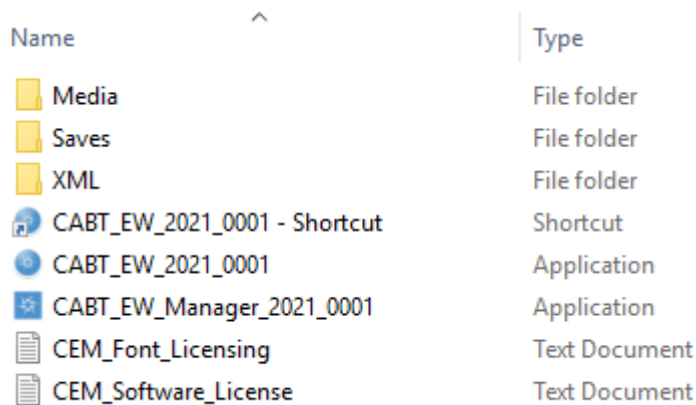 Name Type
Media File folder
Saves File folder
XML File folder
CABT_EW_2021_0001 - Shortcut Shortcut
CABT_EW_2021_0001 Application
CABT_EW_Manager_2021_0001 Application
CEM_Font_Licensing Text Document
CEM_Software_License Text Document